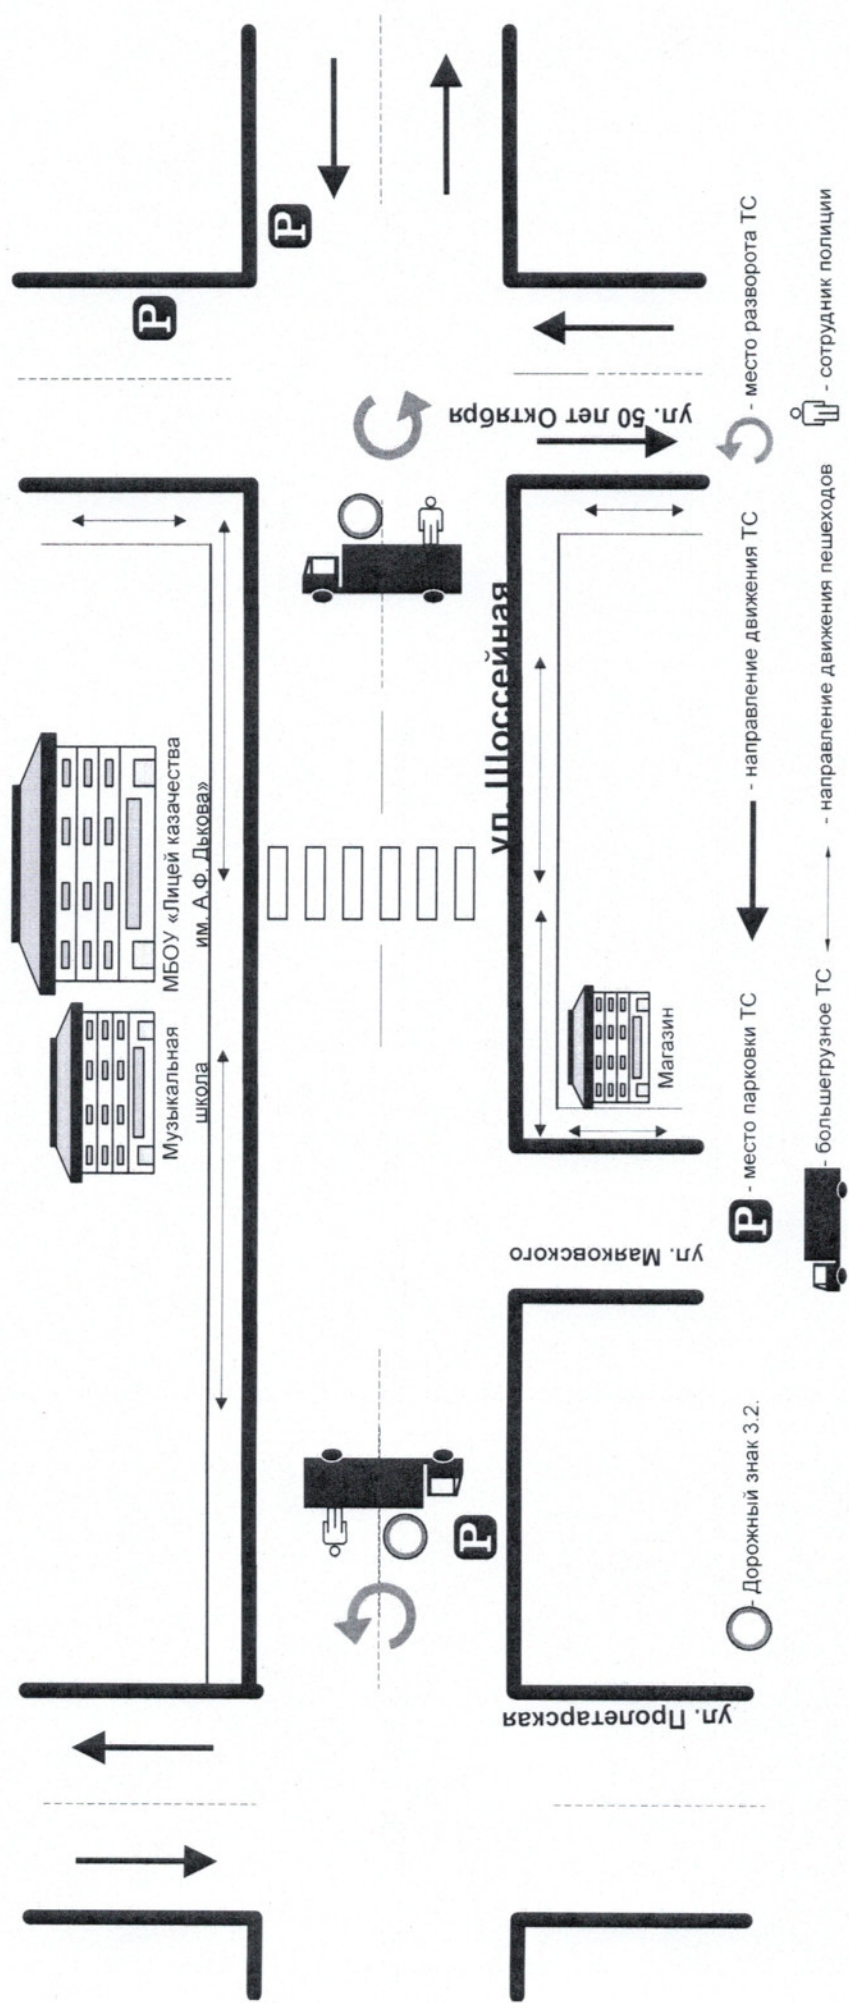 Музыкальная
школа
МБОУ «Лицей казачества
им. А.Ф. Дьякова»
P
P
ул. 50 лет Октября
ул. Шоссейная
Магазин
ул. Маяковского
P
ул. Пролетарская
- Дорожный знак 3.2.
P - место парковки ТС
- направление движения ТС
- место разворота ТС
- большегрузное ТС
- направление движения пешеходов
- сотрудник полиции